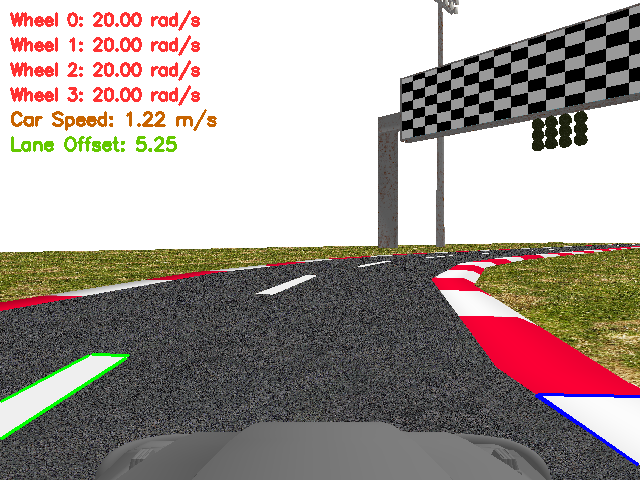 Wheel 0: 20.00 rad/s
Wheel 1: 20.00 rad/s
Wheel 2: 20.00 rad/s
Wheel 3: 20.00 rad/s
Car Speed: 1.22 m/s
Lane Offset: 5.25